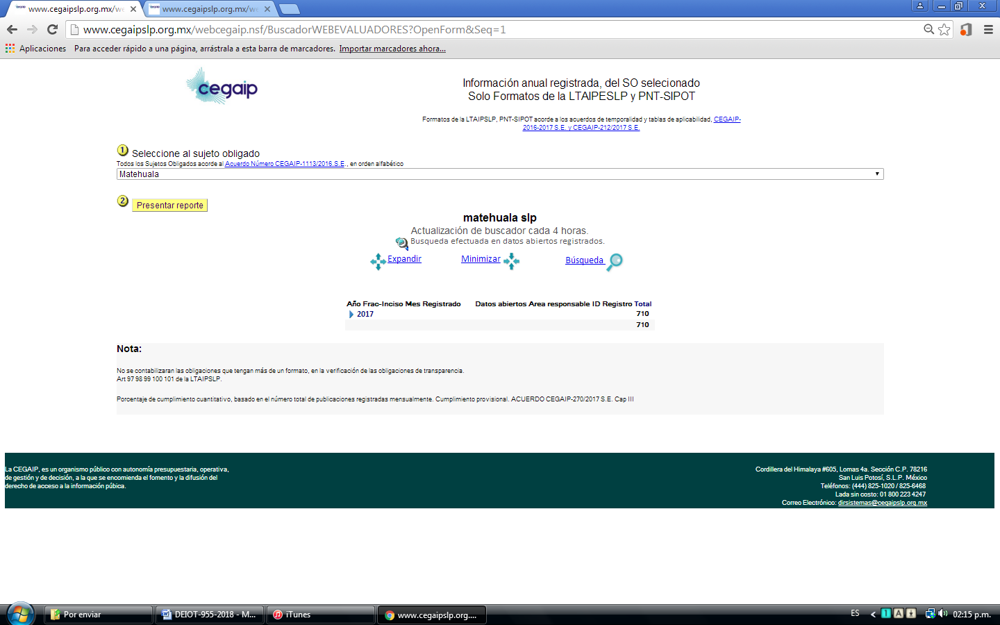 www.cegaipslp.org.mx/we
www.cegaipslp.org.mx/we
www.cegaipslp.org.mx/webcegaip.nsf/BuscadorWEBEVALUADORES?OpenForm&Seq=1
Aplicaciones Para acceder rápido a una página, arrástrala a esta barra de marcadores. Importar marcadores ahora...
cegaip
Información anual registrada, del SO selecionado
Solo Formatos de la LTAIPESLP y PNT-SIPOT
Formatos de la LTAIPSLP, PNT-SIPOT acorde a los acuerdos de temporalidad y tablas de aplicabilidad, CEGAIP-
2016-2017 S.E. y CEGAIP-212/2017 S.E.
1 Seleccione al sujeto obligado
Todos los Sujetos Obligados acorde al Acuerdo Número CEGAIP-1113/2016.S.E., en orden alfabético
Matehuala
2 Presentar reporte
matehuala slp
Actualización de buscador cada 4 horas.
Busqueda efectuada en datos abiertos registrados.
Expandir Minimizar Búsqueda
Año Frac-Inciso Mes Registrado Datos abiertos Area responsable ID Registro Total
2017 710
710
Nota:
No se contabilizaran las obligaciones que tengan más de un formato, en la verificación de las obligaciones de transparencia.
Art 97 98 99 100 101 de la LTAIPSLP.
Porcentaje de cumplimiento cuantitativo, basado en el número total de publicaciones registradas mensualmente. Cumplimiento provisional. ACUERDO CEGAIP-270/2017 S.E. Cap III
La CEGAIP, es un organismo público con autonomía presupuestaria, operativa,
de gestión y de decisión, a la que se encomienda el fomento y la difusión del
derecho de acceso a la información púbica.
Cordillera del Himalaya #605, Lomas 4a. Sección C.P. 78216
San Luis Potosí, S.L.P. México
Teléfonos: (444) 825-1020 / 825-6468
Lada sin costo: 01 800 223 4247
Correo Electrónico: dirsistemas@cegaipslp.org.mx
Por enviar
DEIOT-955-2018 - M...
iTunes
www.cegaipslp.org....
ES
1 A
02:15 p.m.